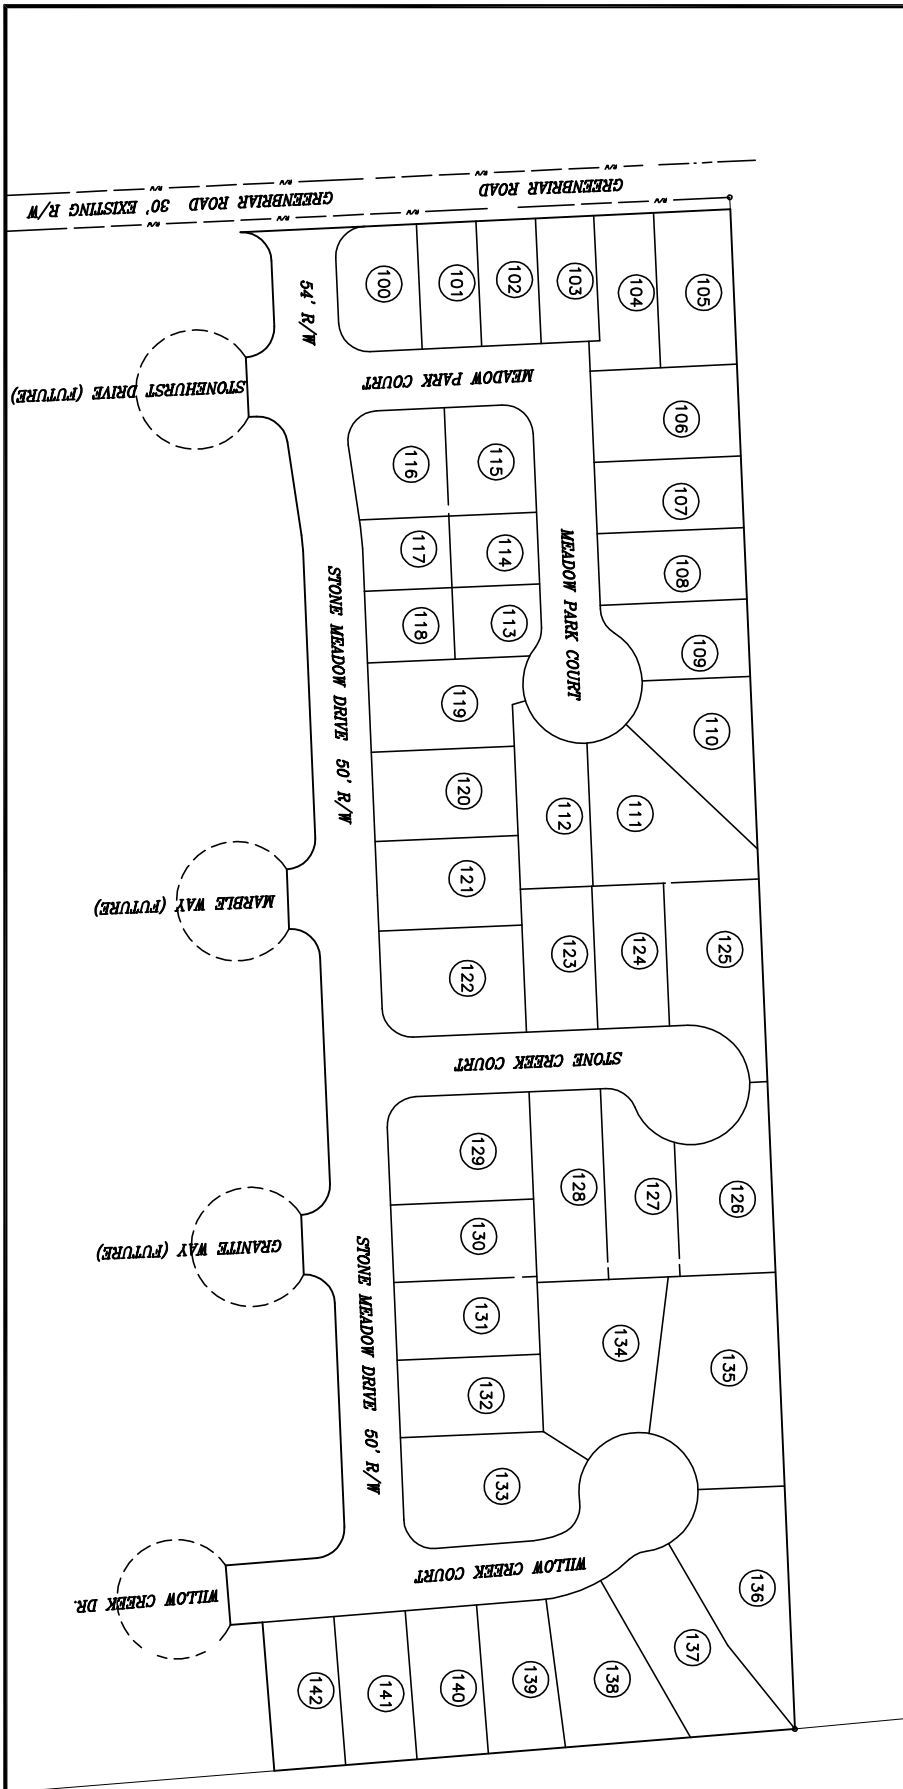 GREENBRIAR ROAD 30' EXISTING R/W
GREENBRIAR ROAD
GREENBRIAR ROAD
R/W
R/W
R/W
R/W
R/W
R/W
R/W
R/W
54' R/W
100
101
102
103
104
105
STONEHURST DRIVE (FUTURE)
MEADOW PARK COURT
106
116
115
107
MEADOW PARK COURT
117
114
108
118
113
109
STONE MEADOW DRIVE 50' R/W
119
110
120
112
111
121
MARBLE WAY (FUTURE)
122
123
124
125
STONE CREEK COURT
129
128
127
126
130
GRANITE WAY (FUTURE)
131
134
135
STONE MEADOW DRIVE 50' R/W
132
133
WILLOW CREEK COURT
WILLOW CREEK DR.
136
137
138
139
140
141
142